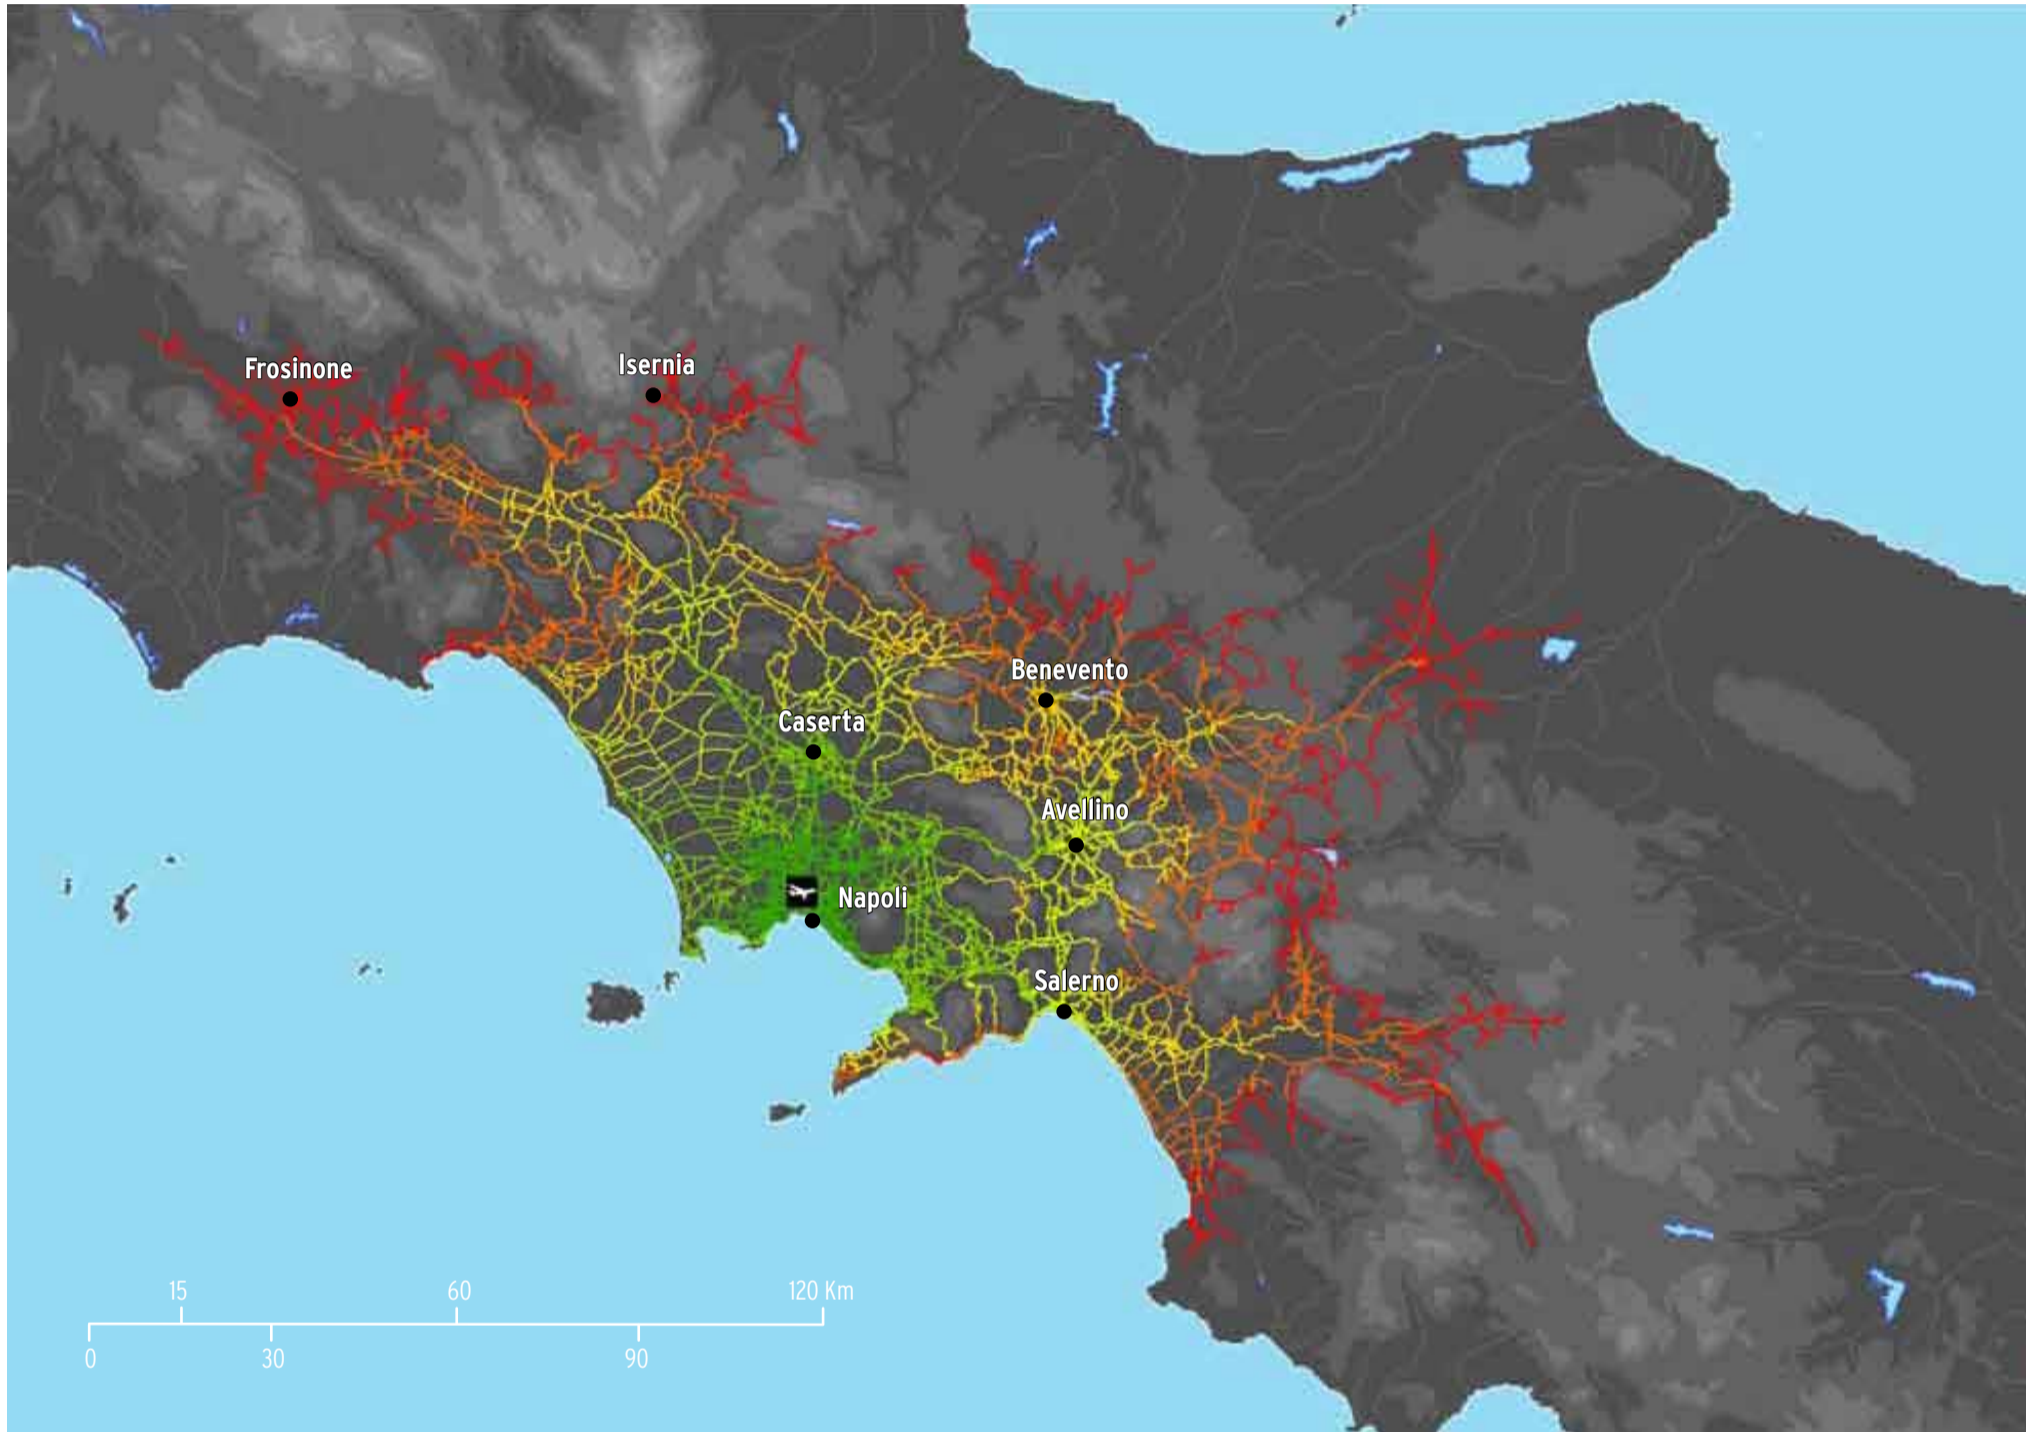 Frosinone
Isernia
Benevento
Caserta
Avellino
Napoli
Salerno
15
60
120 Km
0
30
90